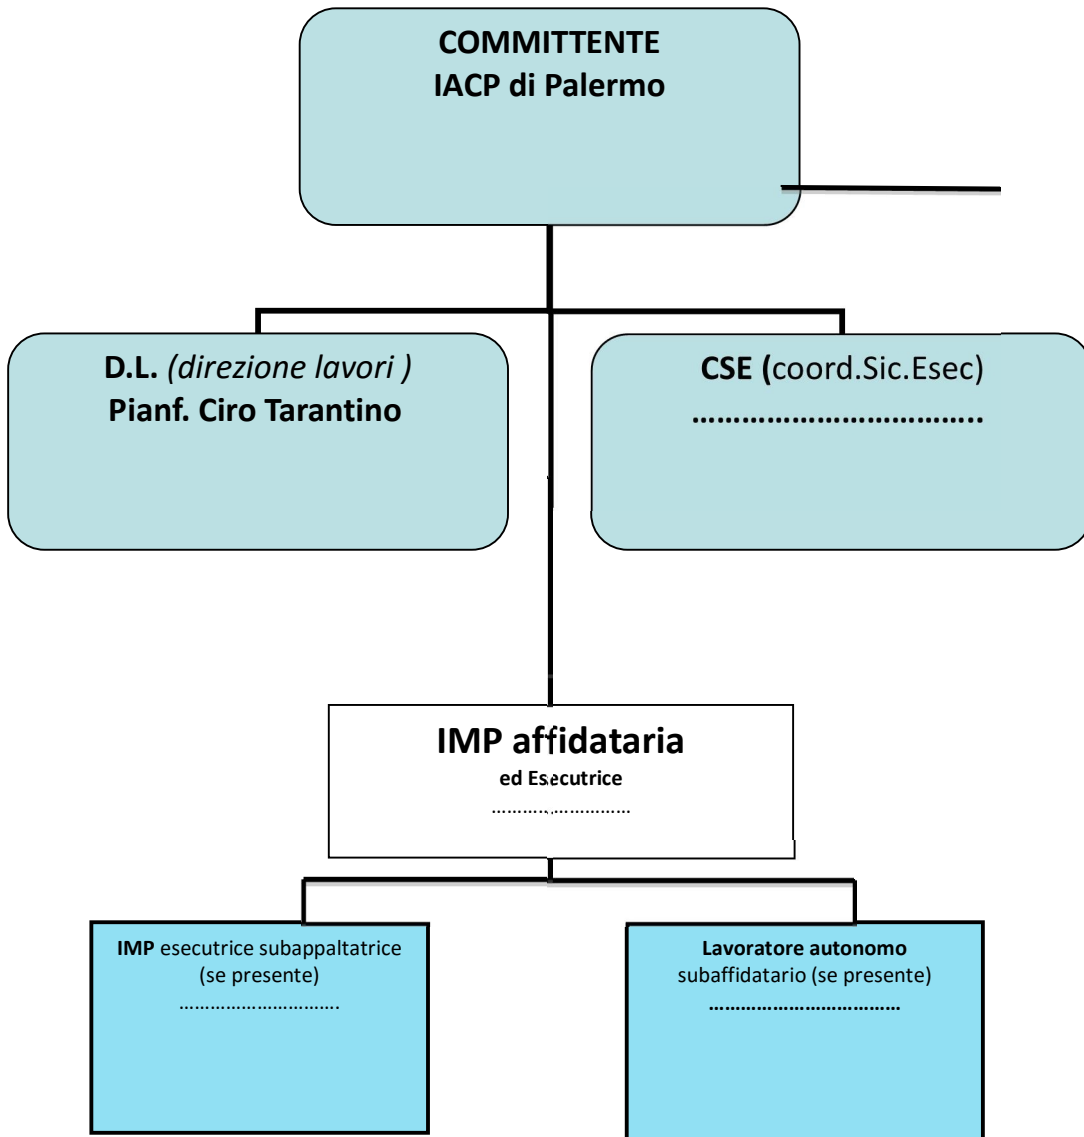 COMMITTENTE
IACP di Palermo
D.L. (direzione lavori )
Pianf. Ciro Tarantino
CSE (coord.Sic.Esec)
....................................
IMP affidataria
ed Esecutrice
...........................
IMP esecutrice subappaltatrice
(se presente)
...............................
Lavoratore autonomo
subaffidatario (se presente)
.....................................